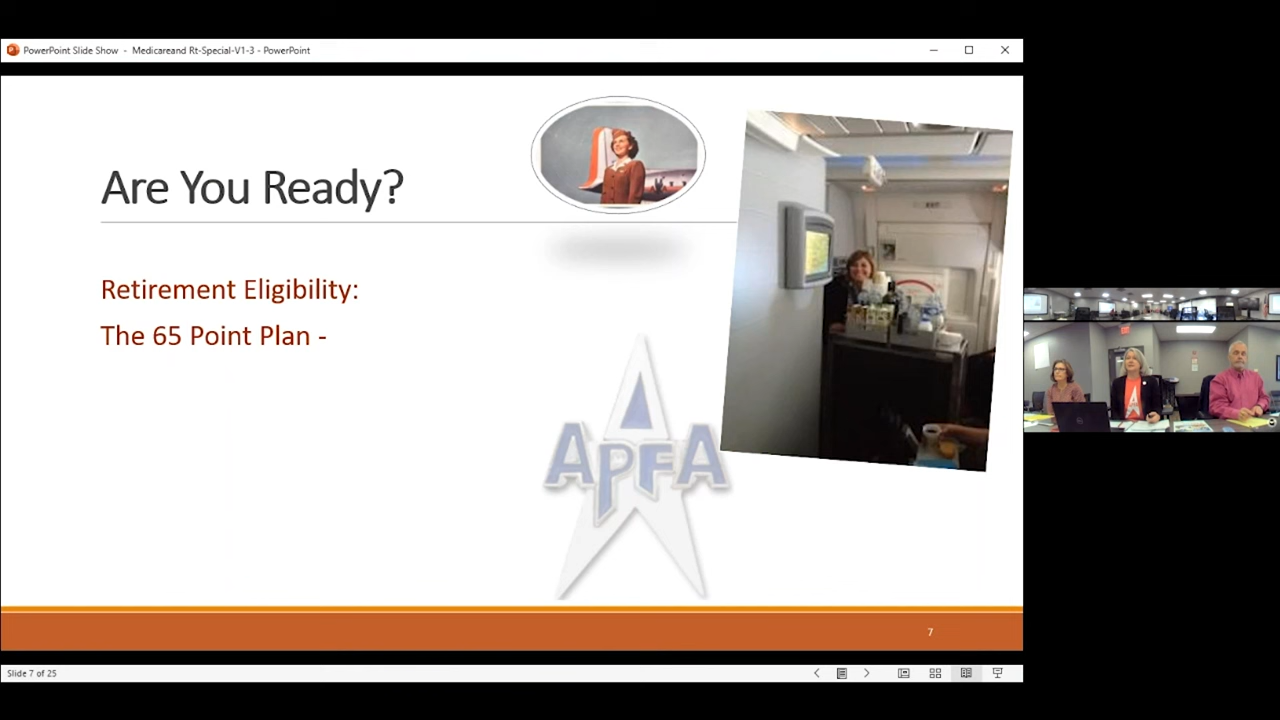 PowerPoint Slide Show - Medicareand Rt-Special-V1-3 - PowerPoint
Are You Ready?
Retirement Eligibility:
The 65 Point Plan -
EXIT
APFA
7
Slide 7 of 25